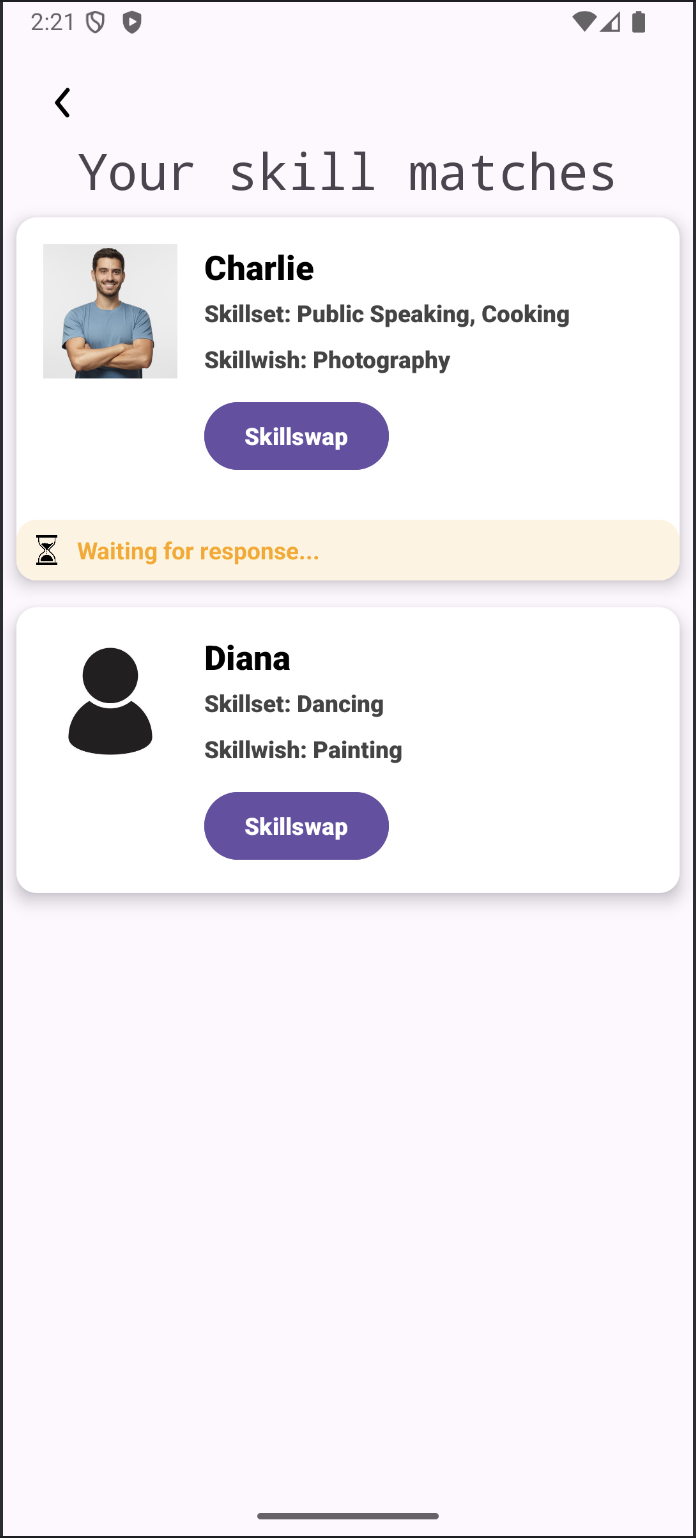 2:21
Your skill matches
Charlie
Skillset: Public Speaking, Cooking
Skillwish: Photography
Skillswap
Waiting for response...
Diana
Skillset: Dancing
Skillwish: Painting
Skillswap